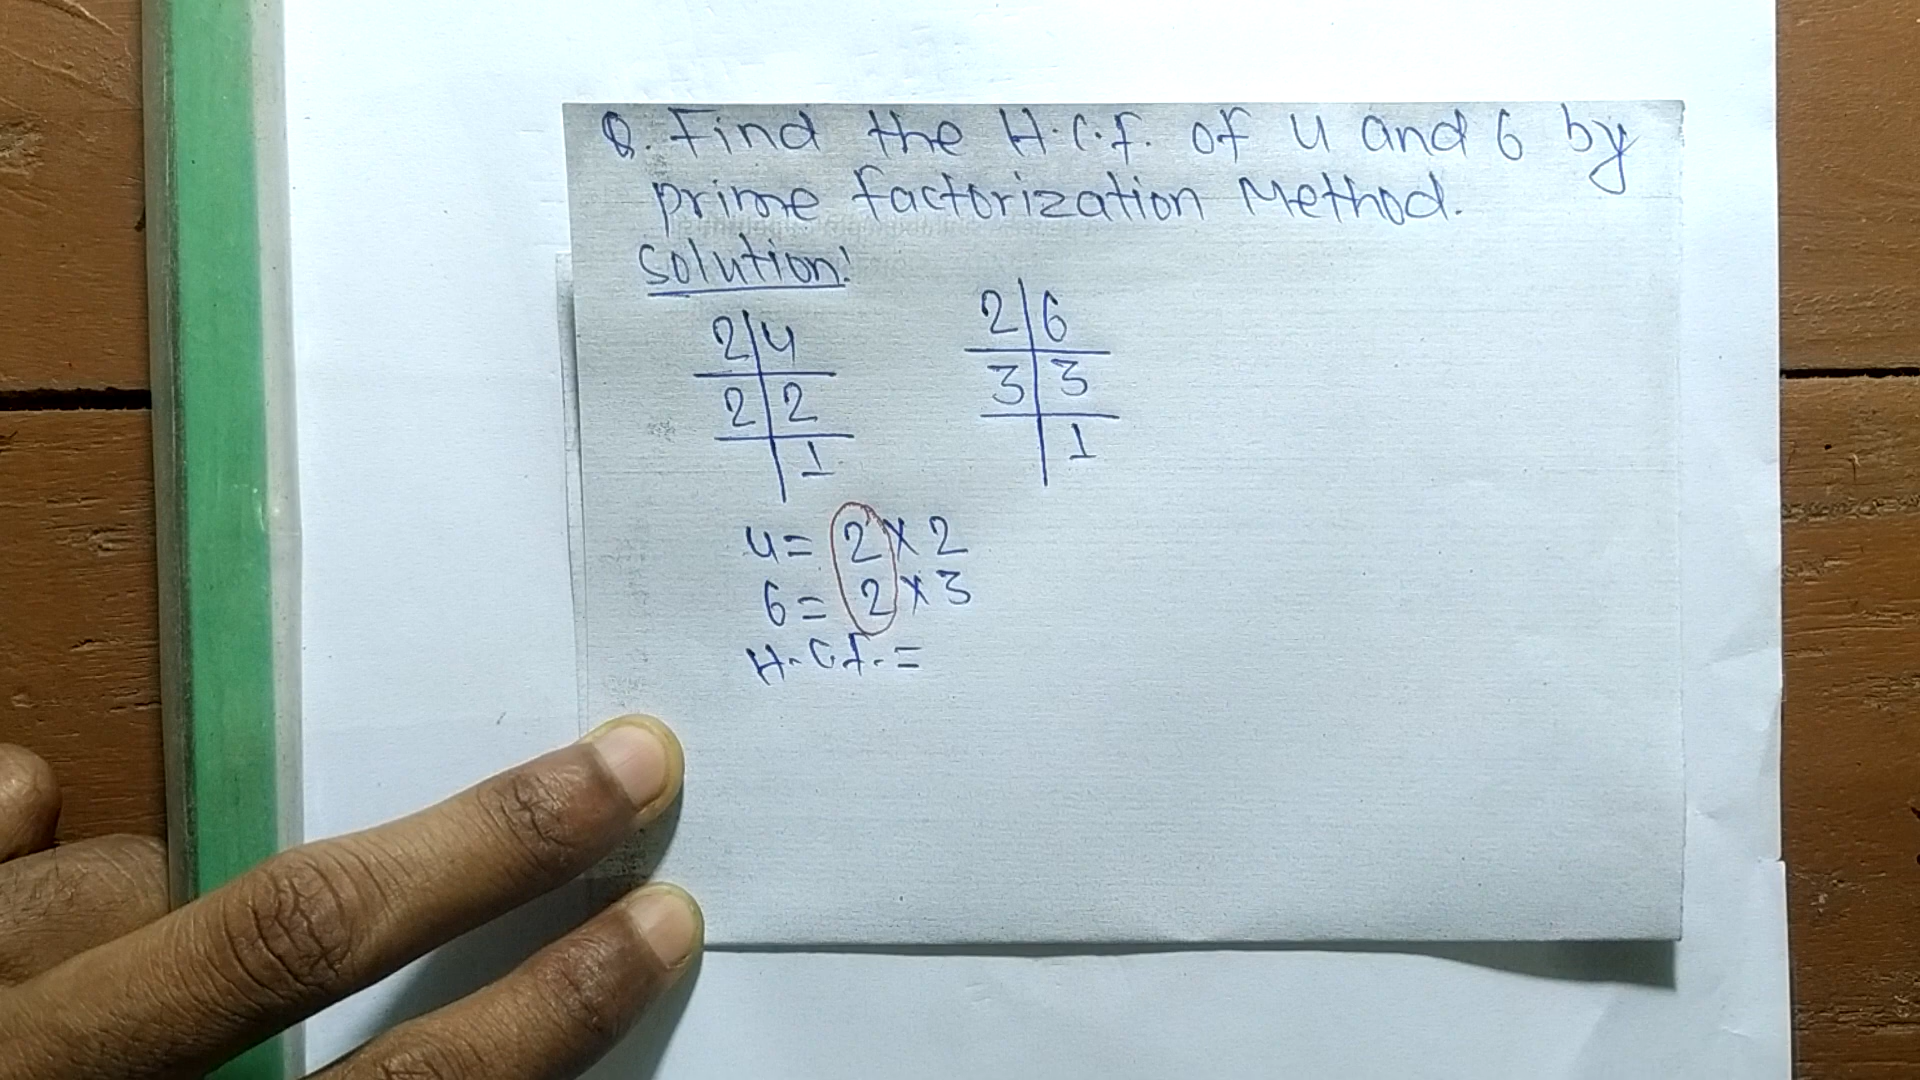 Q. Find the H.C.F. of 4 and 6 by
prime factorization Method.
Solution:
2 | 4
2 | 2
1
2 | 6
3 | 3
1
4 = 2 × 2
6 = 2 × 3
H.C.F. =